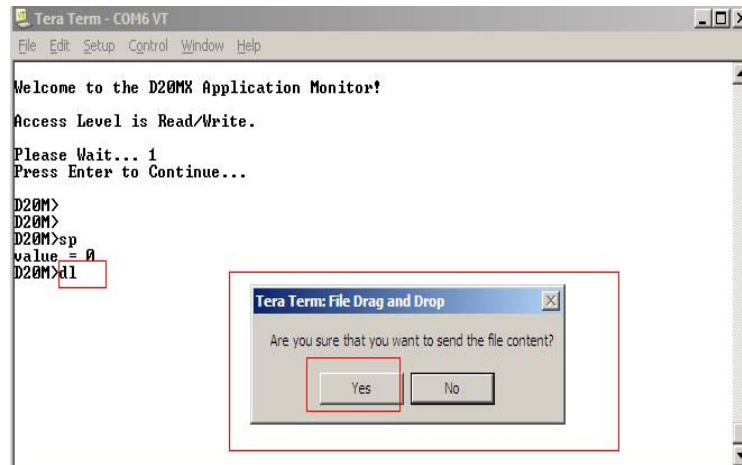 Tera Term - COM6 VT
File Edit Setup Control Window Help
Welcome to the D20MX Application Monitor!
Access Level is Read/Write.
Please Wait... 1
Press Enter to Continue...
D20M>
D20M>
D20M>sp
value = 0
D20M>dl
Tera Term: File Drag and Drop
Are you sure that you want to send the file content?
Yes No